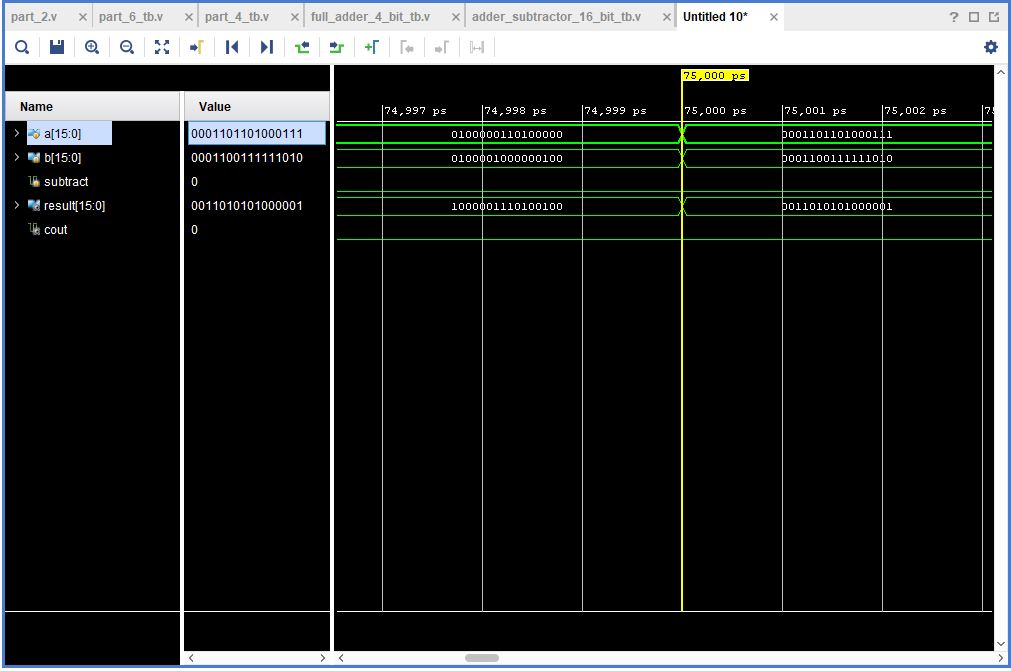 part_2.v part_6_tb.v part_4_tb.v full_adder_4_bit_tb.v adder_subtractor_16_bit_tb.v Untitled 10*
75,000 ps
Name Value 74,997 ps 74,998 ps 74,999 ps 75,000 ps 75,001 ps 75,002 ps
a[15:0] 0001101101000111 0100000110100000 0001101101000111
b[15:0] 0001100111111010 0100001000000100 0001100111111010
subtract 0
result[15:0] 0011010101000001 1000001110100100 0011010101000001
cout 0